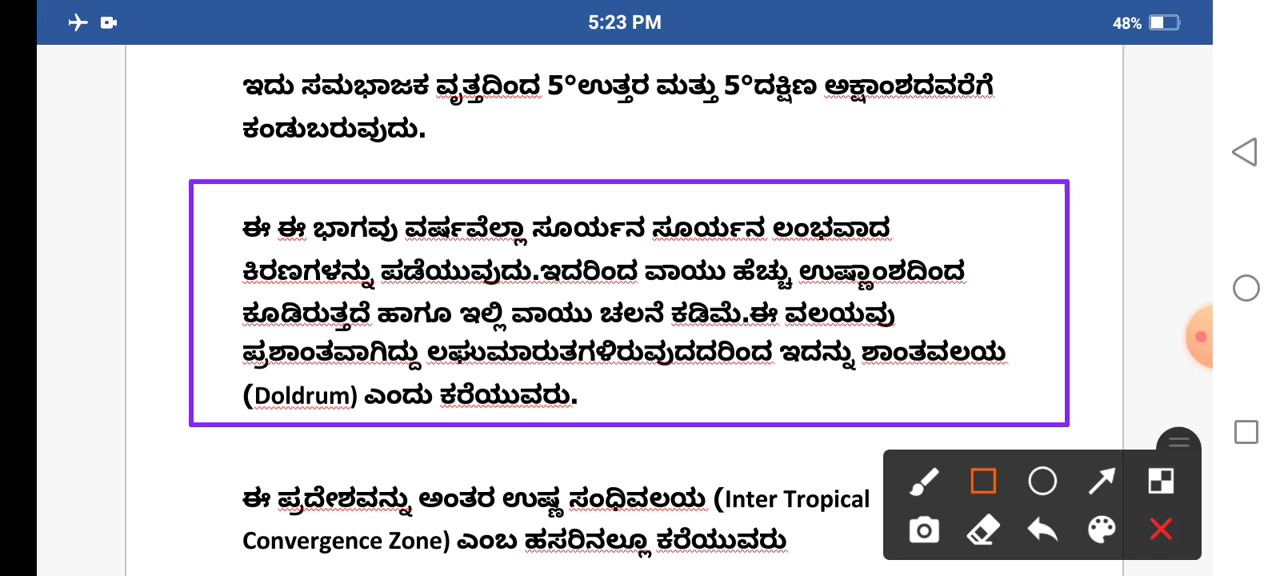 5:23 PM
48%
ಇದು ಸಮಭಾಜಕ ವೃತ್ತದಿಂದ 5°ಉತ್ತರ ಮತ್ತು 5°ದಕ್ಷಿಣ ಅಕ್ಷಾಂಶದವರೆಗೆ
ಕಂಡುಬರುವುದು.
ಈ ಈ ಭಾಗವು ವರ್ಷವೆಲ್ಲಾ ಸೂರ್ಯನ ಸೂರ್ಯನ ಲಂಭವಾದ
ಕಿರಣಗಳನ್ನು ಪಡೆಯುವುದು.ಇದರಿಂದ ವಾಯು ಹೆಚ್ಚು ಉಷ್ಣಾಂಶದಿಂದ
ಕೂಡಿರುತ್ತದೆ ಹಾಗೂ ಇಲ್ಲಿ ವಾಯು ಚಲನೆ ಕಡಿಮೆ.ಈ ವಲಯವು
ಪ್ರಶಾಂತವಾಗಿದ್ದು ಲಘುಮಾರುತಗಳಿರುವುದದರಿಂದ ಇದನ್ನು ಶಾಂತವಲಯ
(Doldrum) ಎಂದು ಕರೆಯುವರು.
ಈ ಪ್ರದೇಶವನ್ನು ಅಂತರ ಉಷ್ಣ ಸಂಧಿವಲಯ (Inter Tropical
Convergence Zone) ಎಂಬ ಹಸರಿನಲ್ಲೂ ಕರೆಯುವರು